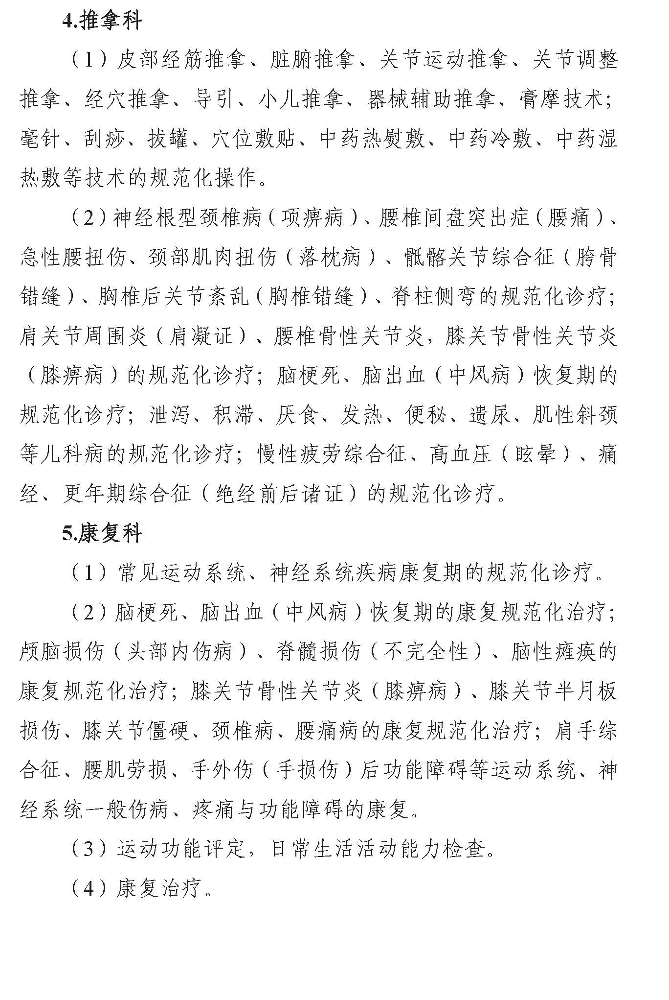 4.推拿科
（1）皮部经筋推拿、脏腑推拿、关节运动推拿、关节调整
推拿、经穴推拿、导引、小儿推拿、器械辅助推拿、膏摩技术；
毫针、刮痧、拔罐、穴位敷贴、中药热熨敷、中药冷敷、中药湿
热敷等技术的规范化操作。
（2）神经根型颈椎病（项痹病）、腰椎间盘突出症（腰痛）、
急性腰扭伤、颈部肌肉扭伤（落枕病）、骶髂关节综合征（胯骨
错缝）、胸椎后关节紊乱（胸椎错缝）、脊柱侧弯的规范化诊疗；
肩关节周围炎（肩凝证）、腰椎骨性关节炎，膝关节骨性关节炎
（膝痹病）的规范化诊疗；脑梗死、脑出血（中风病）恢复期的
规范化诊疗；泄泻、积滞、厌食、发热、便秘、遗尿、肌性斜颈
等儿科病的规范化诊疗；慢性疲劳综合征、高血压（眩晕）、痛
经、更年期综合征（绝经前后诸证）的规范化诊疗。
5.康复科
（1）常见运动系统、神经系统疾病康复期的规范化诊疗。
（2）脑梗死、脑出血（中风病）恢复期的康复规范化治疗；
颅脑损伤（头部内伤病）、脊髓损伤（不完全性）、脑性瘫痪的
康复规范化治疗；膝关节骨性关节炎（膝痹病）、膝关节半月板
损伤、膝关节僵硬、颈椎病、腰痛病的康复规范化治疗；肩手综
合征、腰肌劳损、手外伤（手损伤）后功能障碍等运动系统、神
经系统一般伤病、疼痛与功能障碍的康复。
（3）运动功能评定，日常生活活动能力检查。
（4）康复治疗。